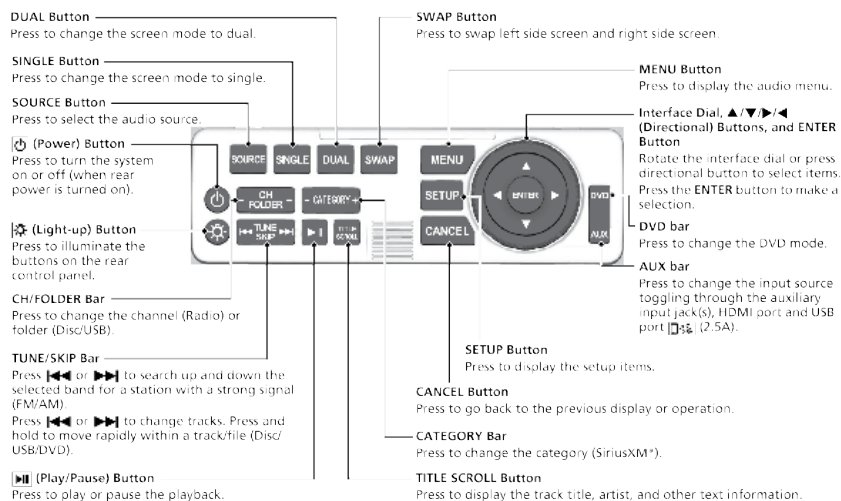 DUAL Button
Press to change the screen mode to dual.
SINGLE Button
Press to change the screen mode to single.
SOURCE Button
Press to select the audio source.
(Power) Button
Press to turn the system
on or off (when rear
power is turned on).
(Light-up) Button
Press to illuminate the
buttons on the rear
control panel.
CH/FOLDER Bar
Press to change the channel (Radio) or
folder (Disc/USB).
TUNE/SKIP Bar
Press |◀◀ or ▶▶| to search up and down the
selected band for a station with a strong signal
(FM/AM).
Press |◀◀ or ▶▶| to change tracks. Press and
hold to move rapidly within a track/file (Disc/
USB/DVD).
▶II (Play/Pause) Button
Press to play or pause the playback.
SOURCE
SINGLE
DUAL
SWAP
MENU
- CH FOLDER -
- CATEGORY +
SETUP
|◀◀ TUNE SKIP ▶▶|
▶II
TITLE SCROLL
CANCEL
▲
◀ ENTER ▶
▼
DVD
AUX
SWAP Button
Press to swap left side screen and right side screen.
MENU Button
Press to display the audio menu.
Interface Dial, ▲/▼/▶/◀
(Directional) Buttons, and ENTER
Button
Rotate the interface dial or press
directional button to select items.
Press the ENTER button to make a
selection.
DVD bar
Press to change the DVD mode.
AUX bar
Press to change the input source
toggling through the auxiliary
input jack(s), HDMI port and USB
port (2.5A).
SETUP Button
Press to display the setup items.
CANCEL Button
Press to go back to the previous display or operation.
CATEGORY Bar
Press to change the category (SiriusXM*).
TITLE SCROLL Button
Press to display the track title, artist, and other text information.